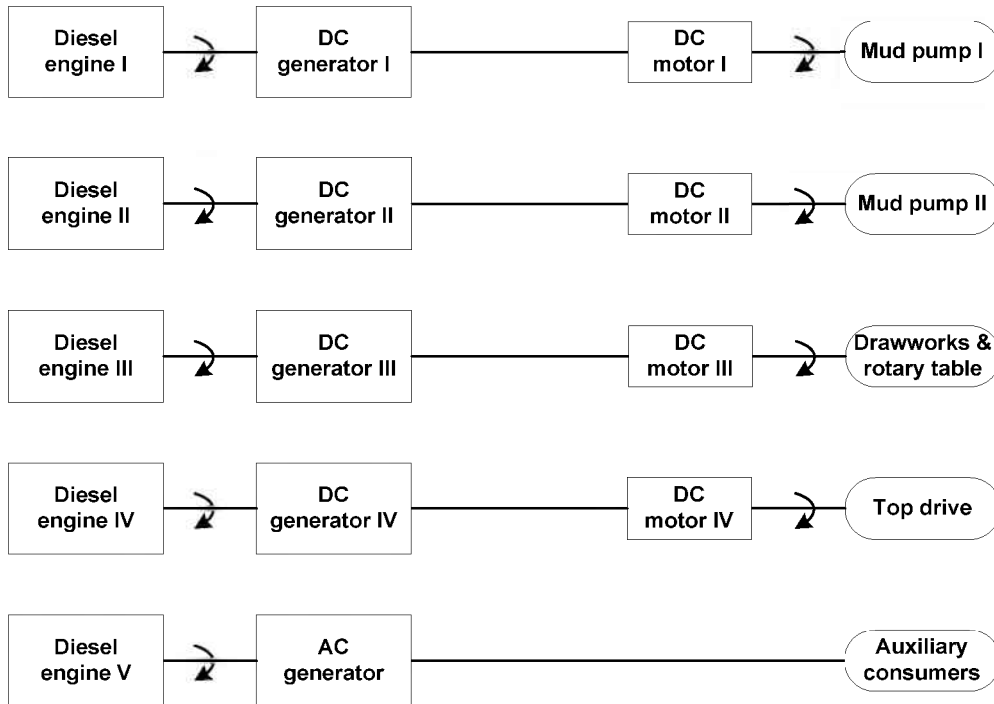 Diesel
engine I
DC
generator I
DC
motor I
Mud pump I
Diesel
engine II
DC
generator II
DC
motor II
Mud pump II
Diesel
engine III
DC
generator III
DC
motor III
Drawworks &
rotary table
Diesel
engine IV
DC
generator IV
DC
motor IV
Top drive
Diesel
engine V
AC
generator
Auxiliary
consumers